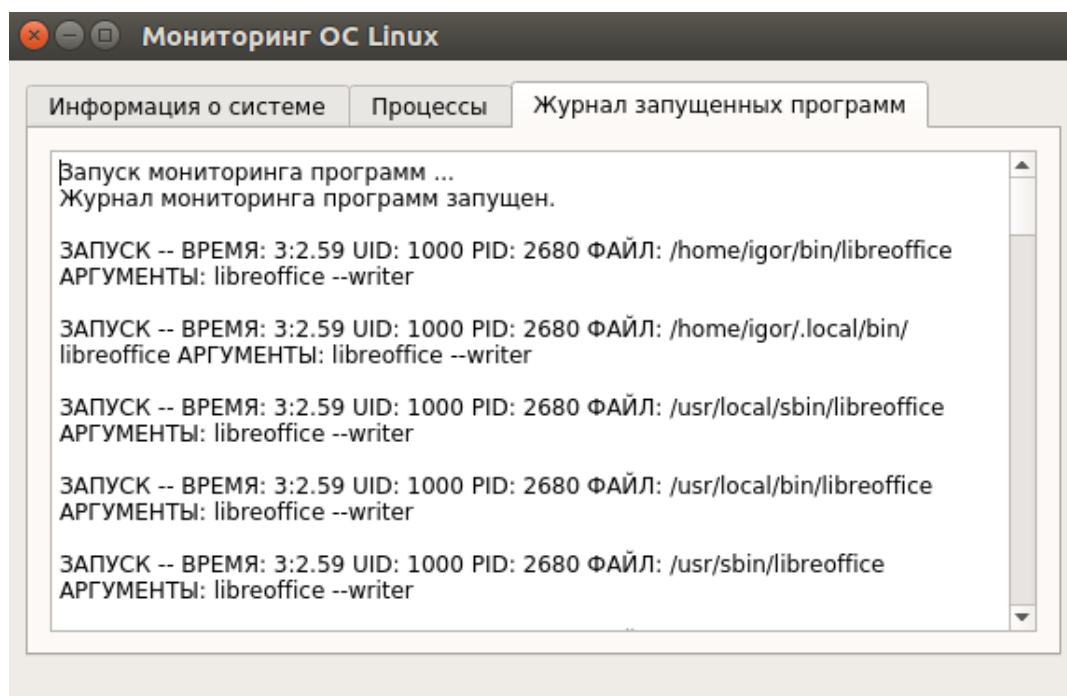 Мониторинг ОС Linux
Информация о системе Процессы Журнал запущенных программ
Запуск мониторинга программ ...
Журнал мониторинга программ запущен.
ЗАПУСК -- ВРЕМЯ: 3:2.59 UID: 1000 PID: 2680 ФАЙЛ: /home/igor/bin/libreoffice
АРГУМЕНТЫ: libreoffice --writer
ЗАПУСК -- ВРЕМЯ: 3:2.59 UID: 1000 PID: 2680 ФАЙЛ: /home/igor/.local/bin/
libreoffice АРГУМЕНТЫ: libreoffice --writer
ЗАПУСК -- ВРЕМЯ: 3:2.59 UID: 1000 PID: 2680 ФАЙЛ: /usr/local/sbin/libreoffice
АРГУМЕНТЫ: libreoffice --writer
ЗАПУСК -- ВРЕМЯ: 3:2.59 UID: 1000 PID: 2680 ФАЙЛ: /usr/local/bin/libreoffice
АРГУМЕНТЫ: libreoffice --writer
ЗАПУСК -- ВРЕМЯ: 3:2.59 UID: 1000 PID: 2680 ФАЙЛ: /usr/sbin/libreoffice
АРГУМЕНТЫ: libreoffice --writer